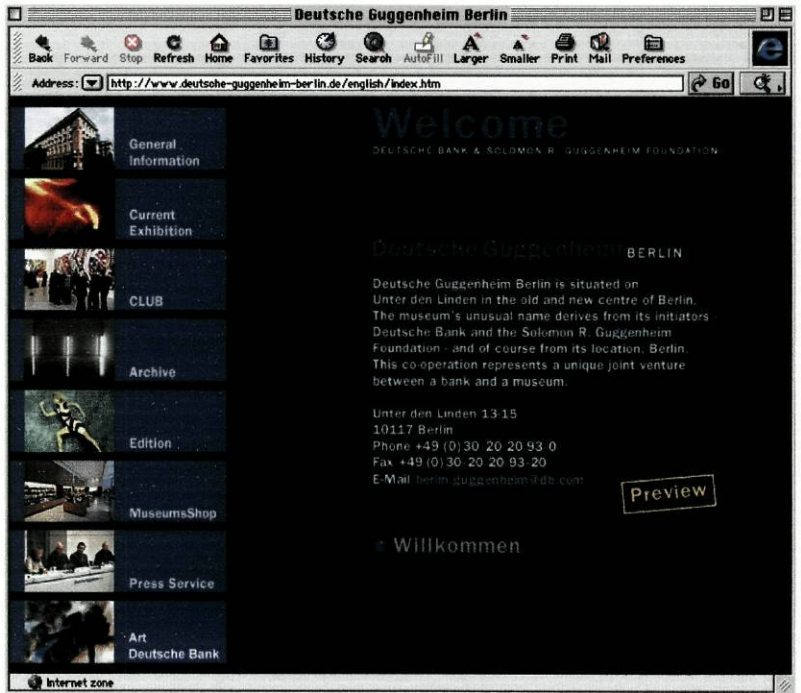 Deutsche Guggenheim Berlin
Back
Forward
Stop
Refresh
Home
Favorites
History
Search
AutoFill
Larger
Smaller
Print
Mail
Preferences
Address:
http://www.deutsche-guggenheim-berlin.de/english/index.htm
Go
General
Information
Current
Exhibition
CLUB
Archive
Edition
MuseumsShop
Press Service
Art
Deutsche Bank
Welcome
DEUTSCHE BANK & SOLOMON R. GUGGENHEIM FOUNDATION
Deutsche Guggenheim BERLIN
Deutsche Guggenheim Berlin is situated on
Unter den Linden in the old and new centre of Berlin.
The museum's unusual name derives from its initiators -
Deutsche Bank and the Solomon R. Guggenheim
Foundation - and of course from its location, Berlin.
This co-operation represents a unique joint venture
between a bank and a museum.
Unter den Linden 13-15
10117 Berlin
Phone +49 (0)30-20 20 93-0
Fax +49 (0)30-20 20 93-20
E-Mail berlin.guggenheim@db.com
Preview
Willkommen
Internet zone